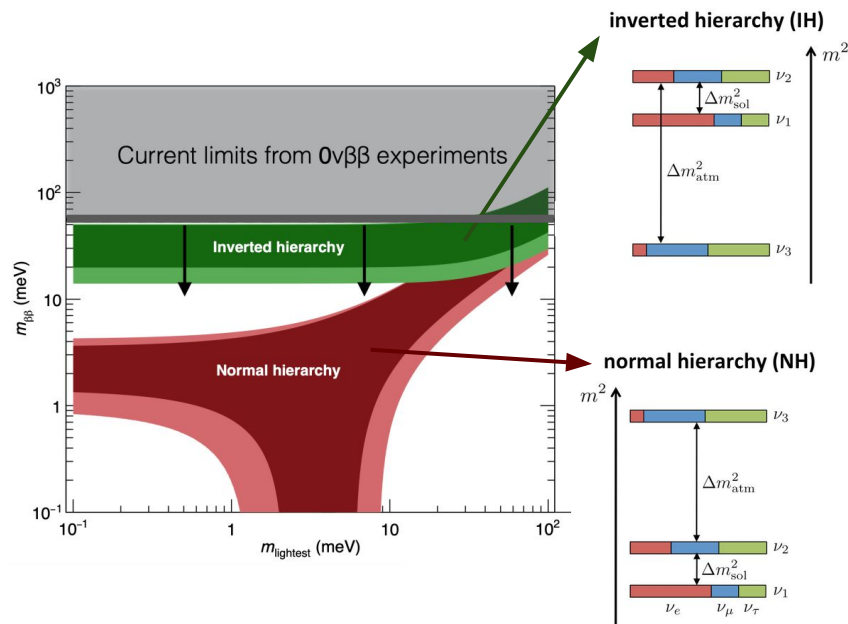 inverted hierarchy (IH)
m²
ν₂
Δm²sol
ν₁
Δm²atm
ν₃
10³
Current limits from 0νββ experiments
10²
Inverted hierarchy
10
Normal hierarchy
1
10⁻¹
mββ (meV)
10⁻¹
1
10
10²
mlightest (meV)
normal hierarchy (NH)
m²
ν₃
Δm²atm
ν₂
Δm²sol
ν₁
νe νμ ντ